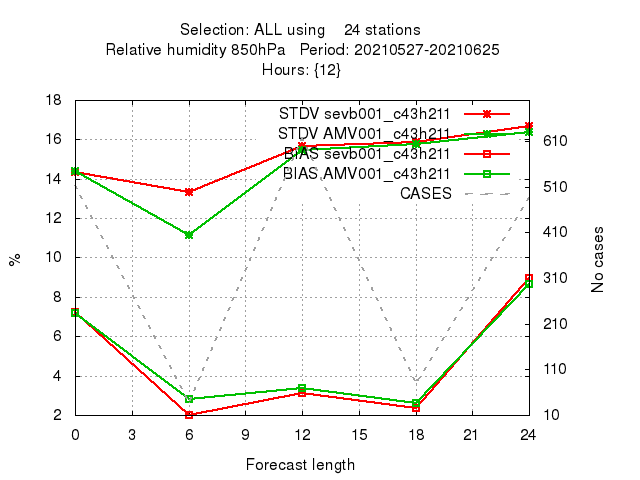 Selection: ALL using    24 stations
Relative humidity 850hPa   Period: 20210527-20210625
Hours: {12}
STDV sevb001_c43h211
STDV AMV001_c43h211
BIAS sevb001_c43h211
BIAS AMV001_c43h211
CASES
18
16
14
12
10
8
6
4
2
%
610
510
410
310
210
110
10
No cases
0 3 6 9 12 15 18 21 24
Forecast length